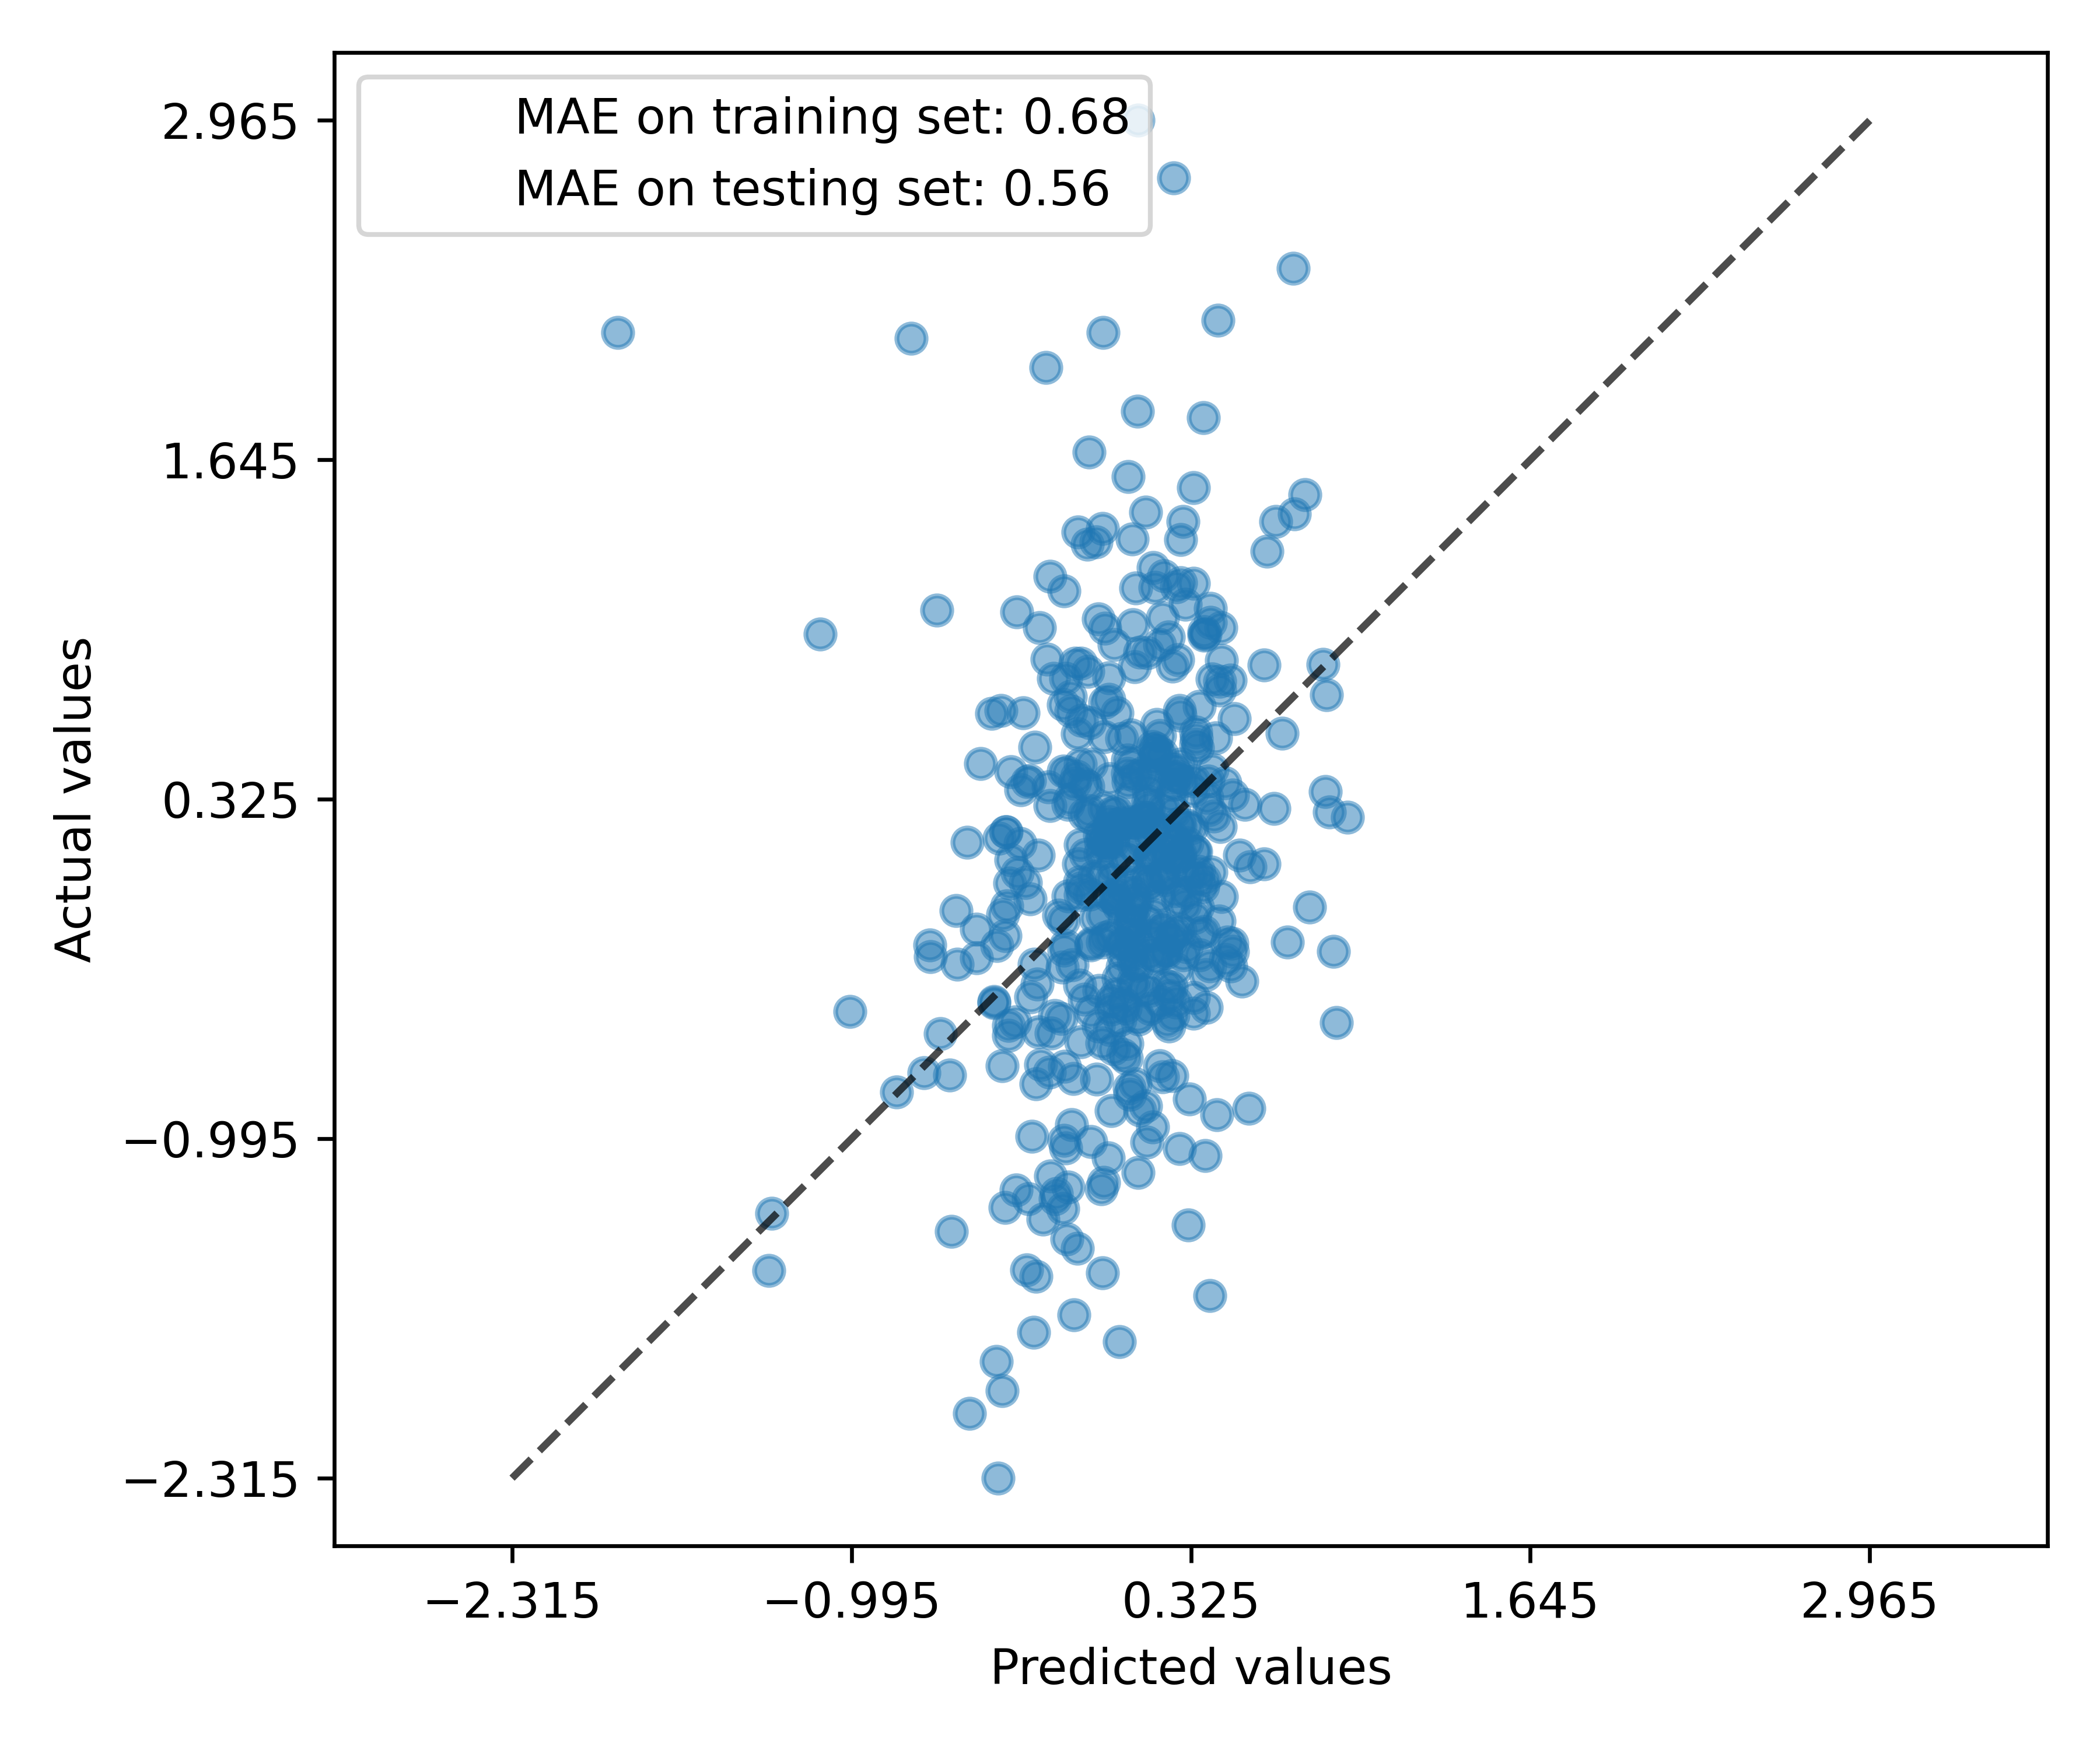 MAE on training set: 0.68
MAE on testing set: 0.56
2.965
1.645
0.325
−0.995
−2.315
Actual values
−2.315
−0.995
0.325
1.645
2.965
Predicted values